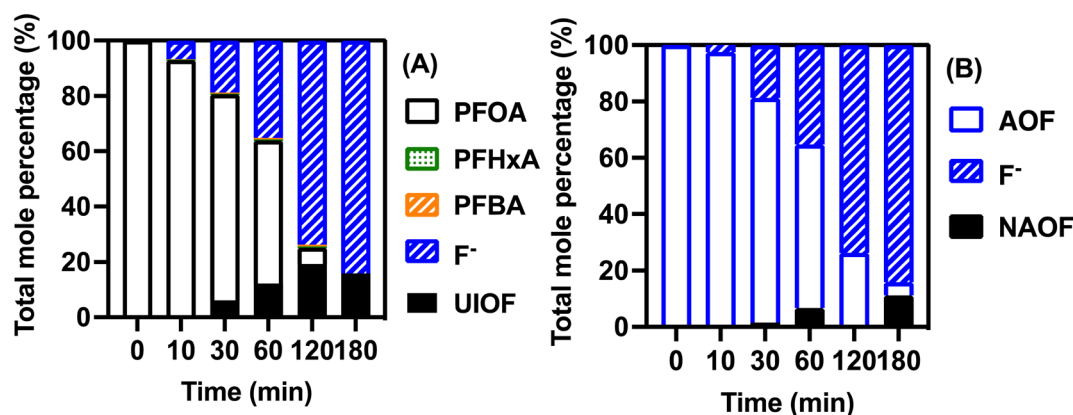 Total mole percentage (%)
100
80
60
40
20
0
0 10 30 60 120 180
Time (min)
(A)
PFOA
PFHxA
PFBA
F-
UIOF
Total mole percentage (%)
100
80
60
40
20
0
0 10 30 60 120 180
Time (min)
(B)
AOF
F-
NAOF